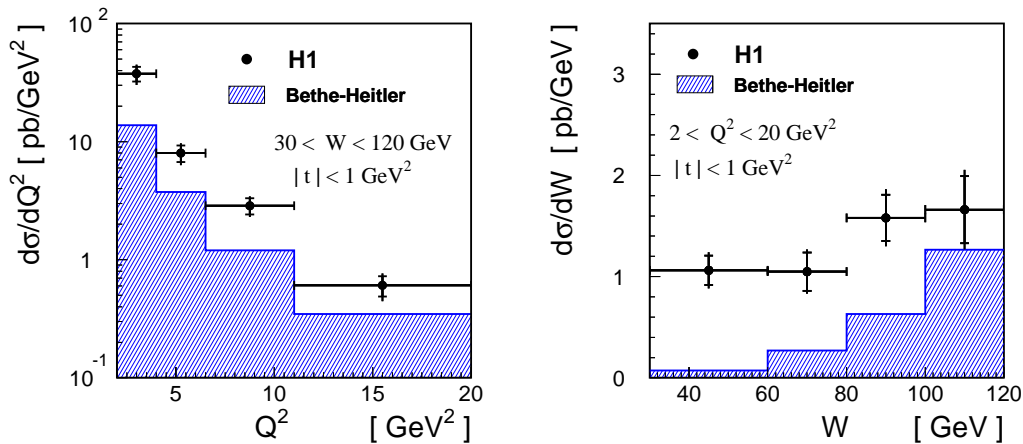 dσ/dQ² [ pb/GeV² ]
10²
10
1
10⁻¹
H1
Bethe-Heitler
30 < W < 120 GeV
| t | < 1 GeV²
5 10 15 20
Q² [ GeV² ]
dσ/dW [ pb/GeV ]
3
2
1
0
H1
Bethe-Heitler
2 < Q² < 20 GeV²
| t | < 1 GeV²
40 60 80 100 120
W [ GeV ]